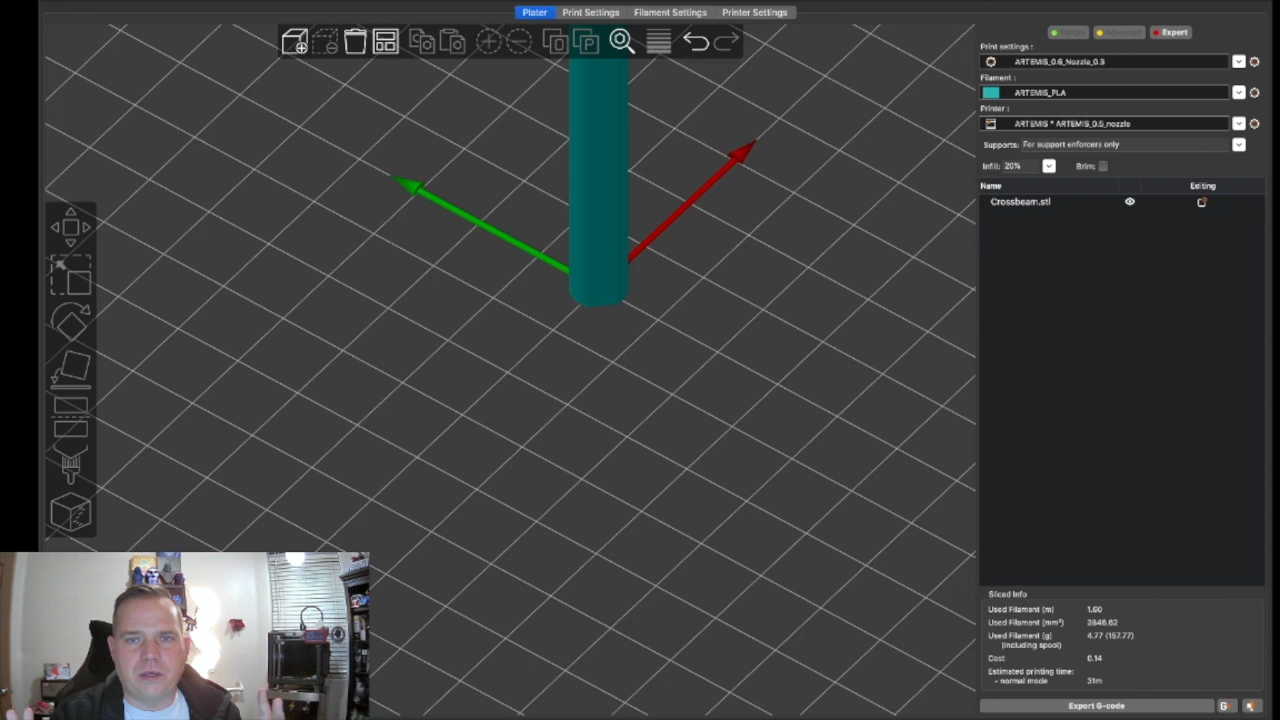 Plater Print Settings Filament Settings Printer Settings
Export
Print settings :
ARTEMIS_0.6_Nozzle_0.3
Filament :
ARTEMIS_PLA
Printer :
ARTEMIS * ARTEMIS_0.5_nozzle
Supports: For support enforcers only
Infill: 20% Brim:
Name Editing
Crossbeam.stl
Sliced Info
Used Filament (m) 1.60
Used Filament (mm³) 3846.62
Used Filament (g) 4.77 (157.77)
(including spool)
Cost 0.14
Estimated printing time:
- normal mode 31m
Export G-code
G